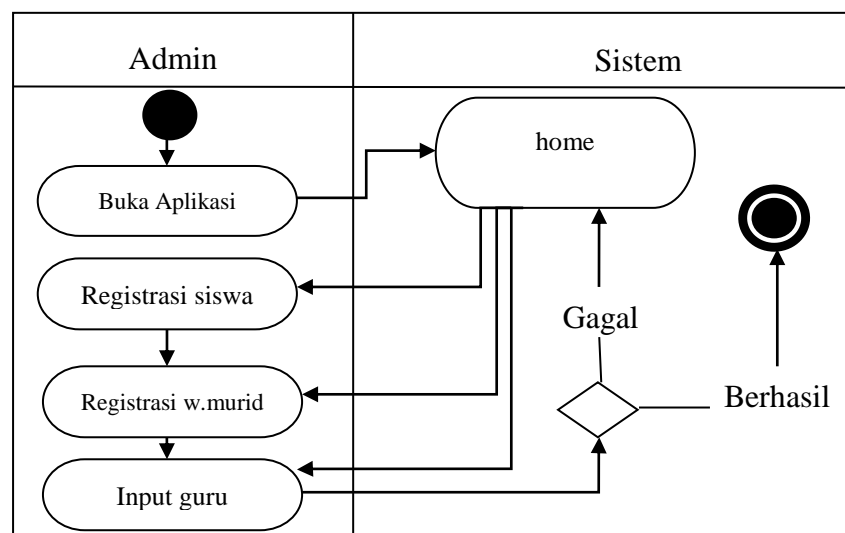 Admin
Sistem
home
Buka Aplikasi
Registrasi siswa
Gagal
Registrasi w.murid
Berhasil
Input guru